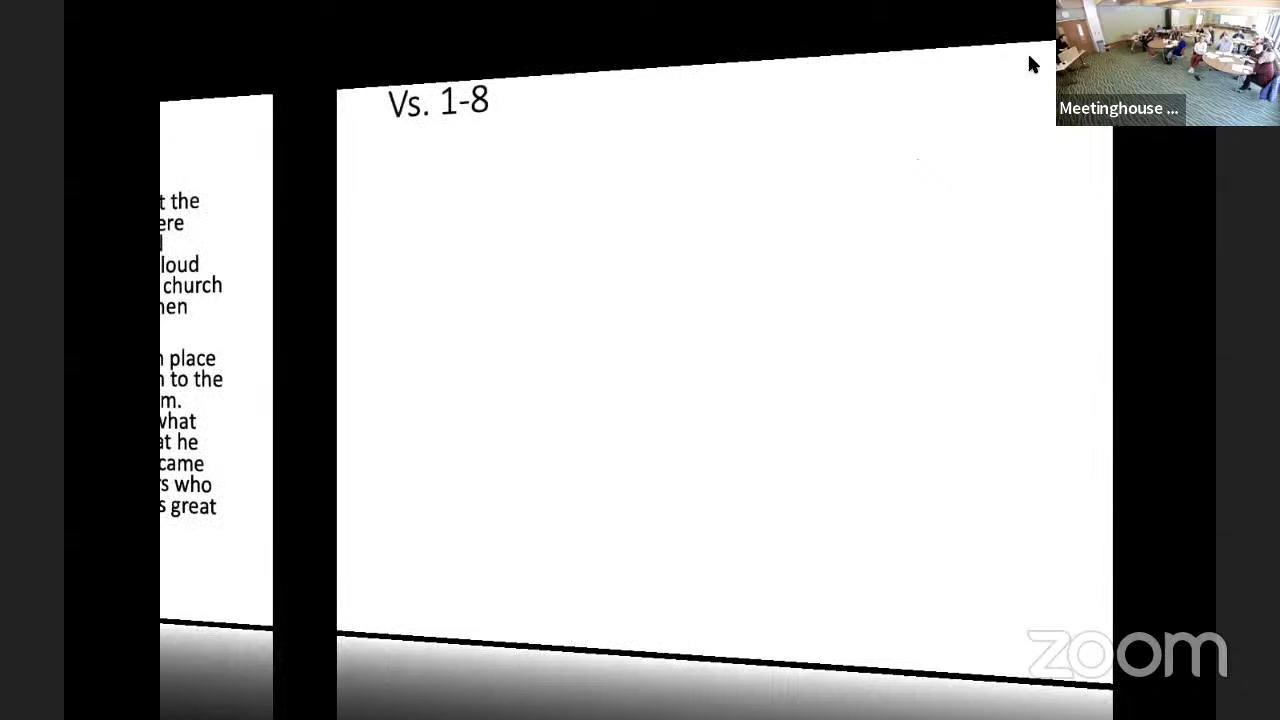 Vs. 1-8
t the
ere
loud
church
hen
place
to the
m.
what
at he
came
rs who
s great
Meetinghouse ...
zoom